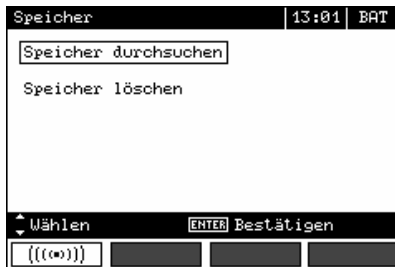 Speicher 13:01 BAT
Speicher durchsuchen
Speicher löschen
Wählen ENTER Bestätigen